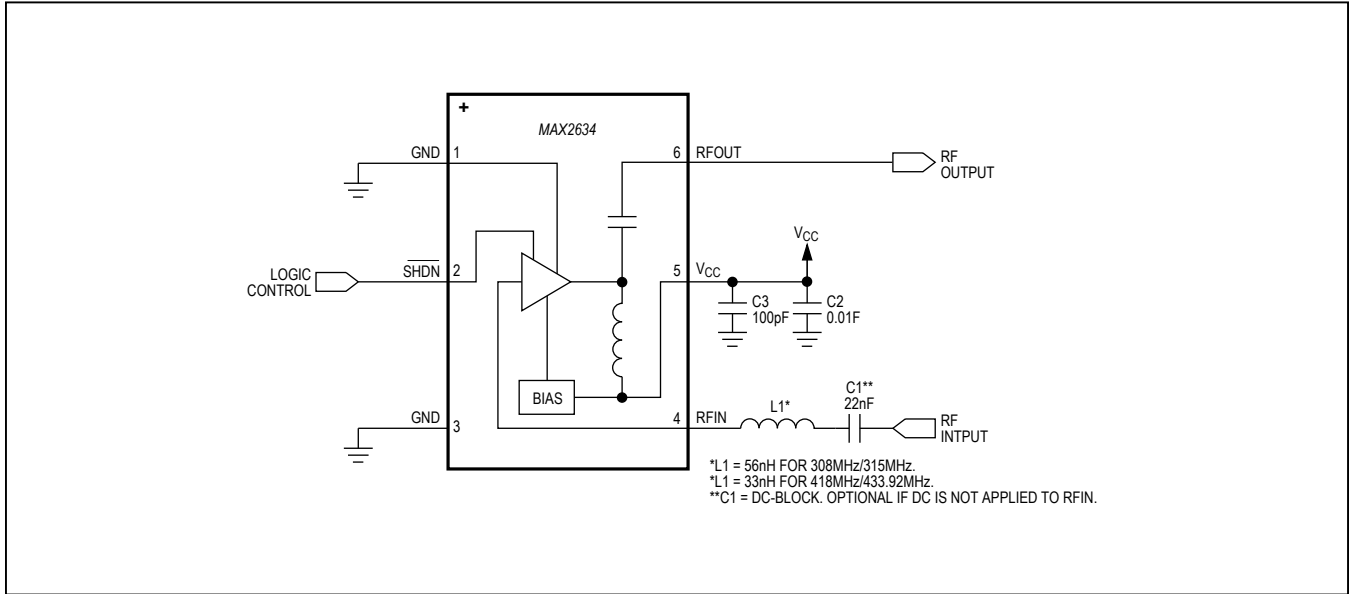 +
MAX2634
GND 1
6 RFOUT
RF
OUTPUT
VCC
LOGIC
CONTROL
SHDN 2
5 VCC
C3
100pF
C2
0.01F
BIAS
GND 3
4 RFIN
L1*
C1**
22nF
RF
INTPUT
*L1 = 56nH FOR 308MHz/315MHz.
*L1 = 33nH FOR 418MHz/433.92MHz.
**C1 = DC-BLOCK. OPTIONAL IF DC IS NOT APPLIED TO RFIN.